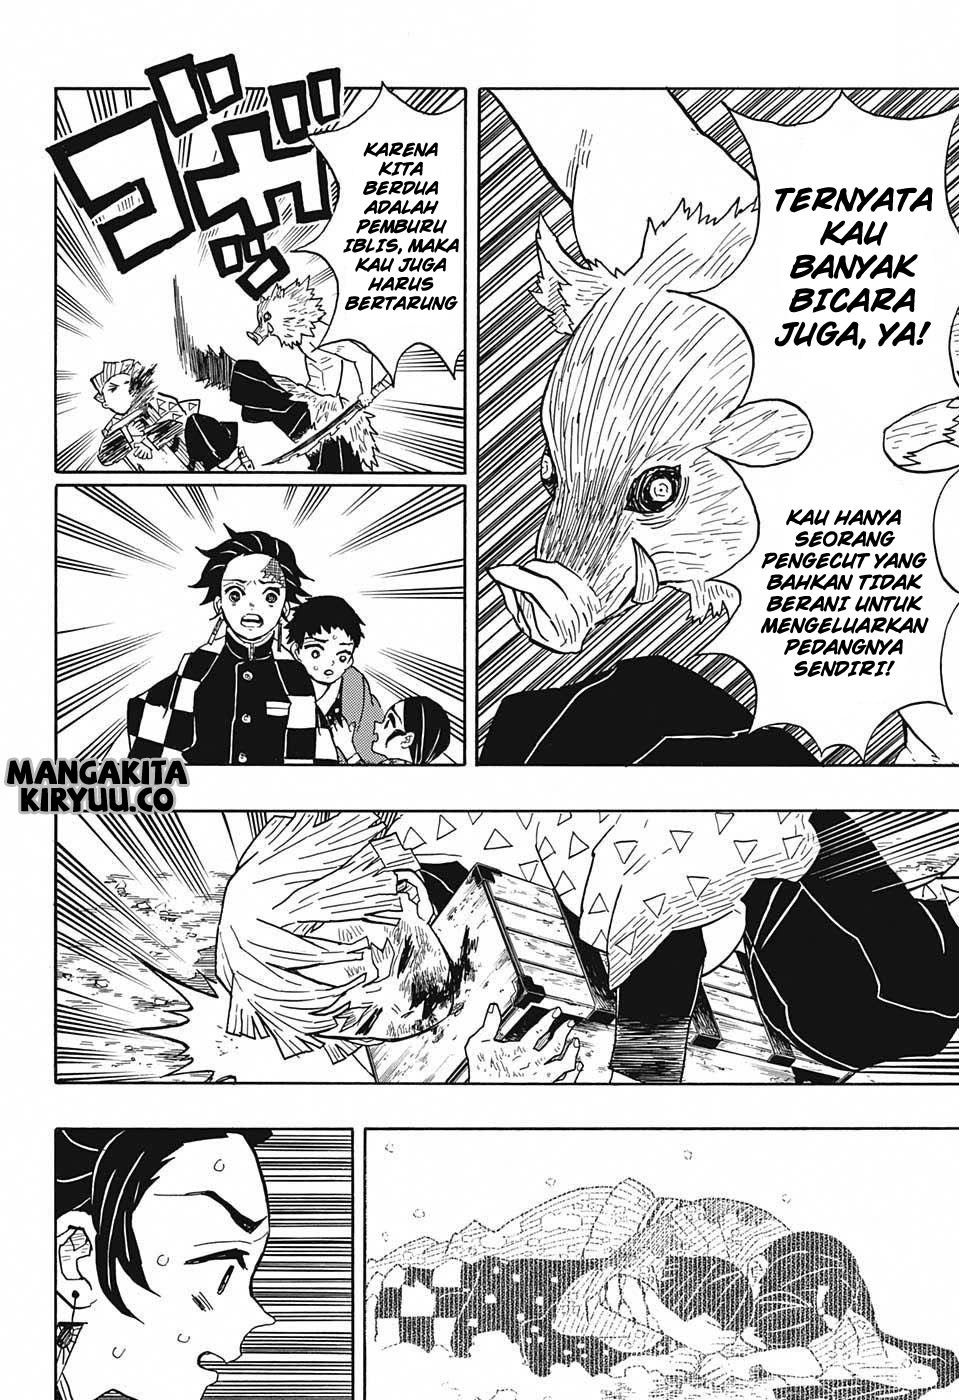 TERNYATA
KAU
BANYAK
BICARA
JUGA, YA!
KAU HANYA
SEORANG
PENGECUT YANG
BAHKAN TIDAK
BERANI UNTUK
MENGELUARKAN
PEDANGNYA
SENDIRI!
KARENA
KITA
BERDUA
ADALAH
PEMBURU
IBLIS, MAKA
KAU JUGA
HARUS
BERTARUNG
MANGAKITA
KIRYUU.CO